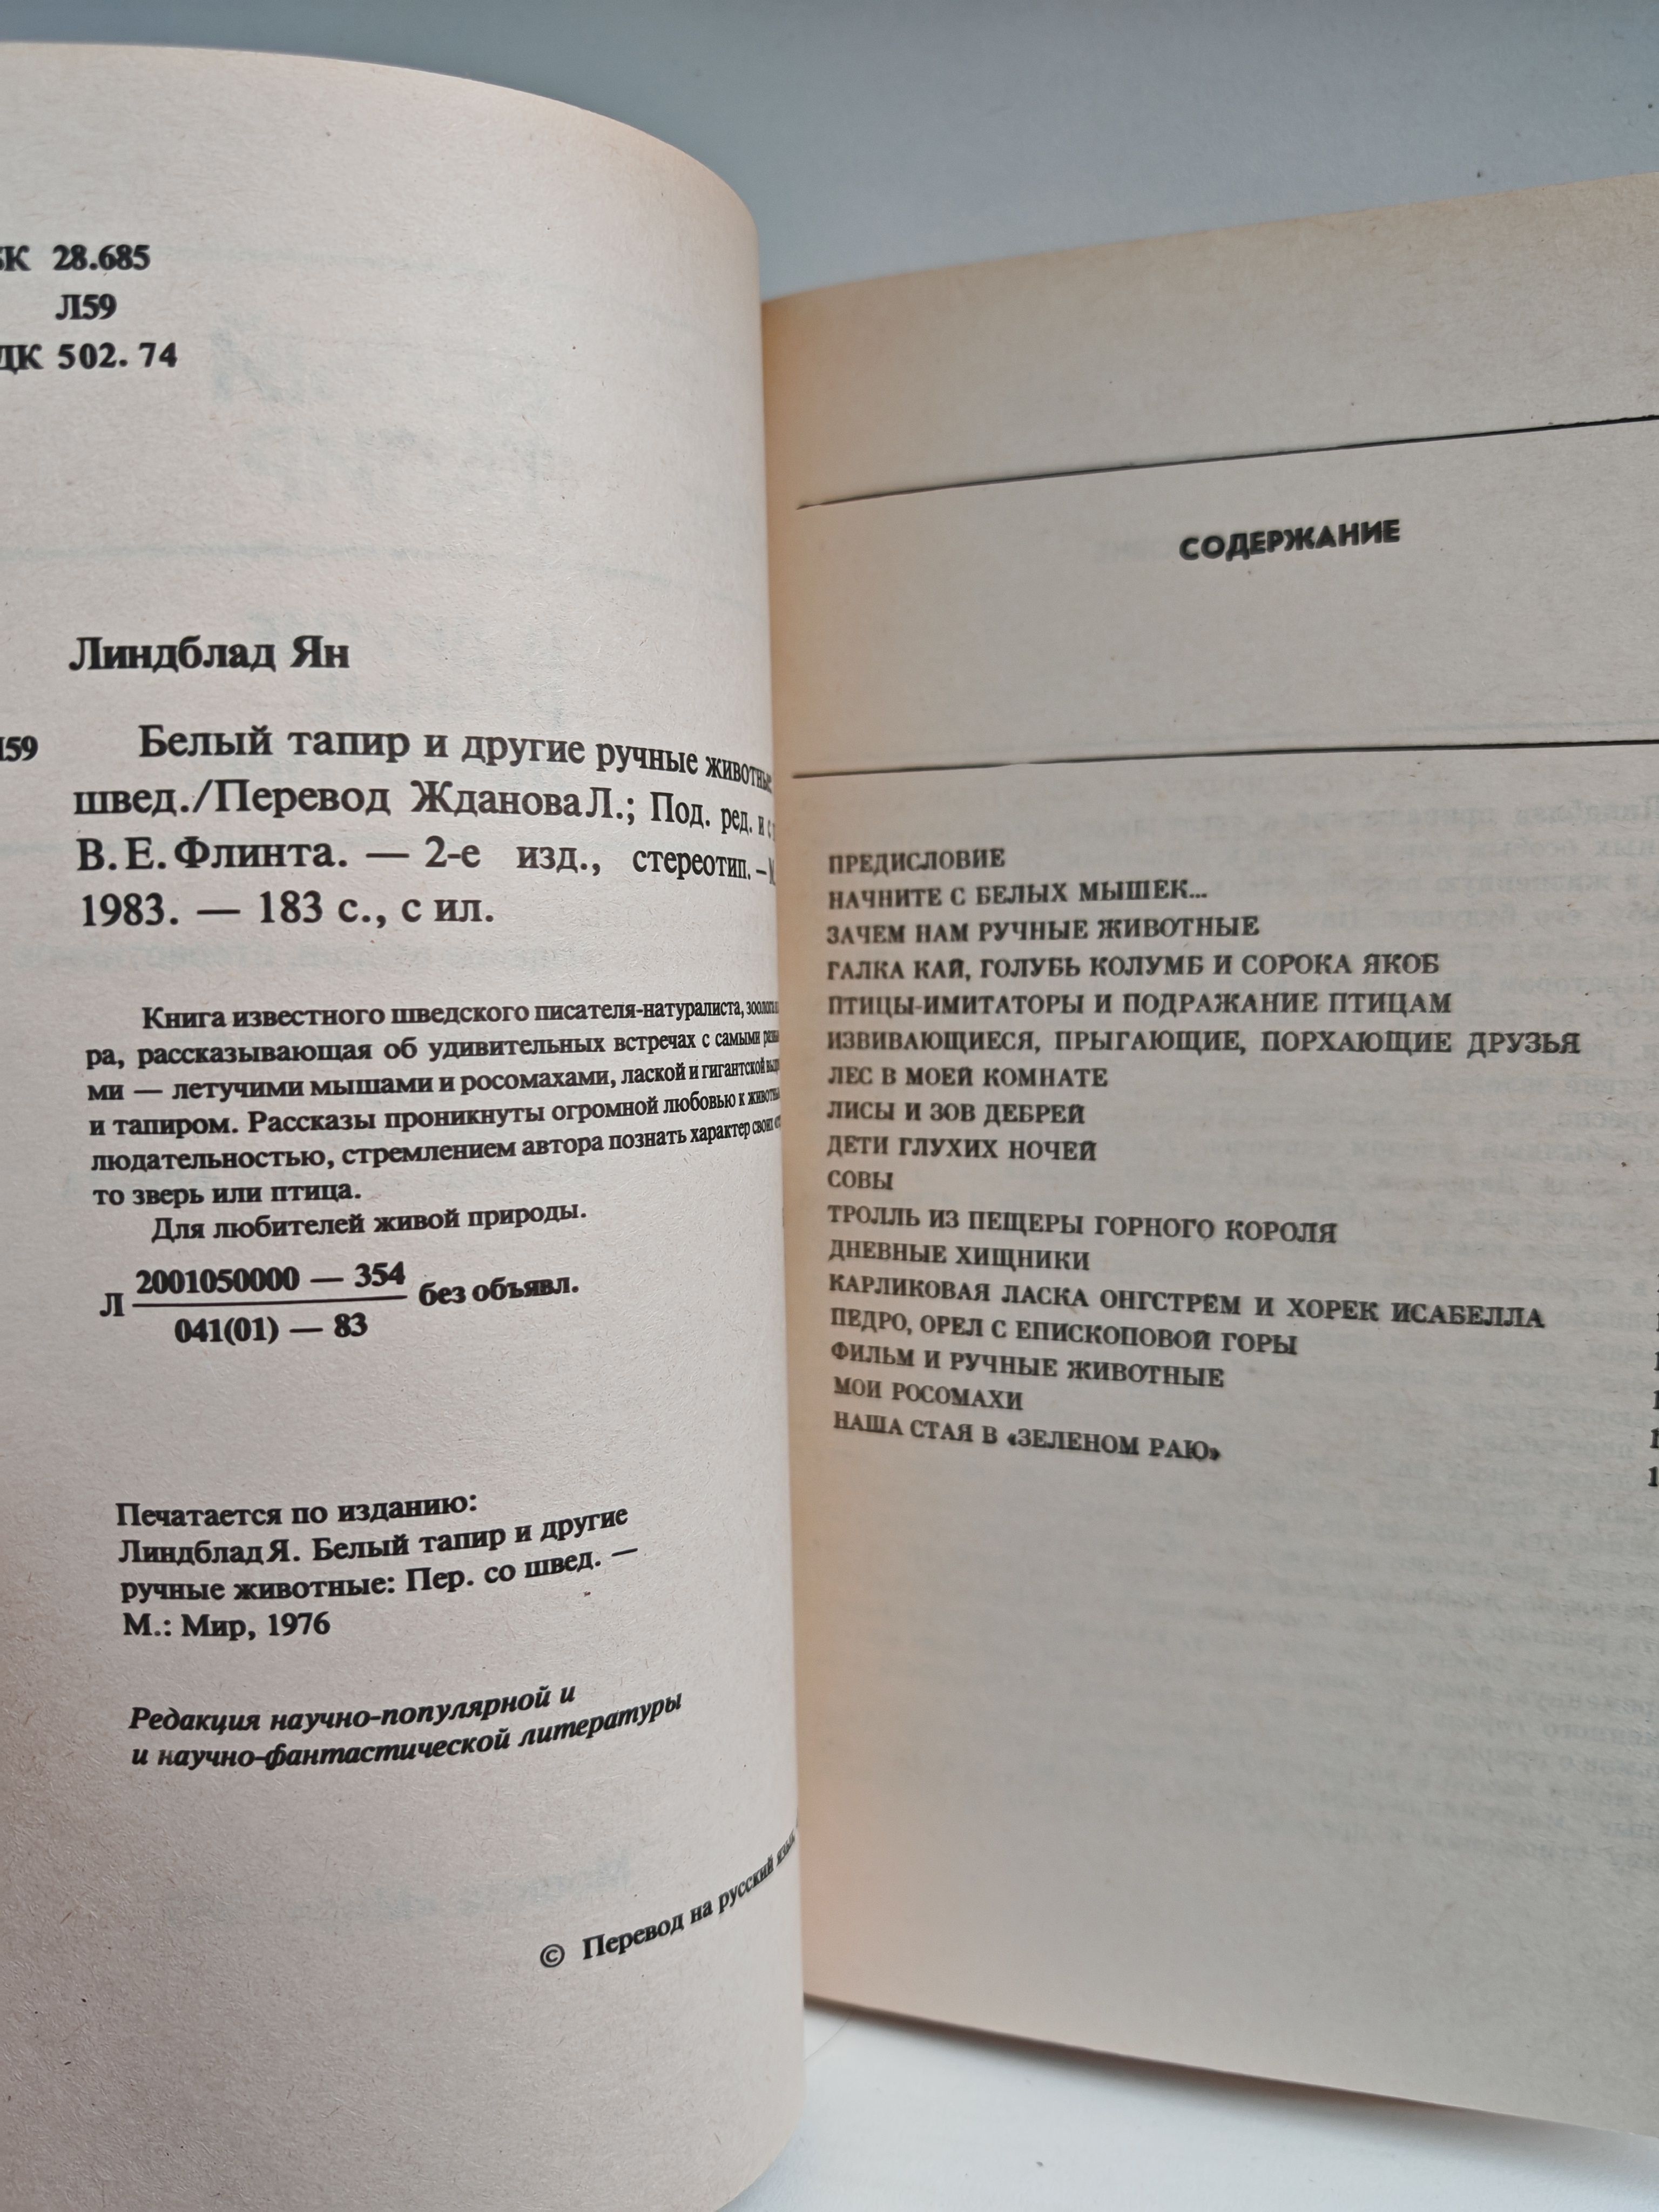 28.685
Л59
502. 74
Линдблад Ян
Белый тапир и другие ручные животные
швед./Перевод Жданова Л.; Под. ред. и с
В. Е. Флинта. — 2-е изд., стереотип. –
1983. — 183 с., с ил.
Книга известного шведского писателя-натуралиста,
ра, рассказывающая об удивительных встречах с самыми
ми — летучими мышами и росомахами, лаской и гигантской
и тапиром. Рассказы проникнуты огромной любовью к
людательностью, стремлением автора познать характер своих
то зверь или птица.
Для любителей живой природы.
Л 2001050000 — 354
041(01) — 83
без объявл.
Печатается по изданию:
Линдблад Я. Белый тапир и другие
ручные животные: Пер. со швед. —
М.: Мир, 1976
Редакция научно-популярной и
и научно-фантастической литературы
© Перевод на русский язык
СОДЕРЖАНИЕ
ПРЕДИСЛОВИЕ
НАЧНИТЕ С БЕЛЫХ МЫШЕК...
ЗАЧЕМ НАМ РУЧНЫЕ ЖИВОТНЫЕ
ГАЛКА КАЙ, ГОЛУБЬ КОЛУМБ И СОРОКА ЯКОБ
ПТИЦЫ-ИМИТАТОРЫ И ПОДРАЖАНИЕ ПТИЦАМ
ИЗВИВАЮЩИЕСЯ, ПРЫГАЮЩИЕ, ПОРХАЮЩИЕ ДРУЗЬЯ
ЛЕС В МОЕЙ КОМНАТЕ
ЛИСЫ И ЗОВ ДЕБРЕЙ
ДЕТИ ГЛУХИХ НОЧЕЙ
СОВЫ
ТРОЛЛЬ ИЗ ПЕЩЕРЫ ГОРНОГО КОРОЛЯ
ДНЕВНЫЕ ХИЩНИКИ
КАРЛИКОВАЯ ЛАСКА ОНГСТРЕМ И ХОРЕК ИСАБЕЛЛА
ПЕДРО, ОРЕЛ С ЕПИСКОПОВОЙ ГОРЫ
ФИЛЬМ И РУЧНЫЕ ЖИВОТНЫЕ
МОИ РОСОМАХИ
НАША СТАЯ В «ЗЕЛЕНОМ РАЮ»